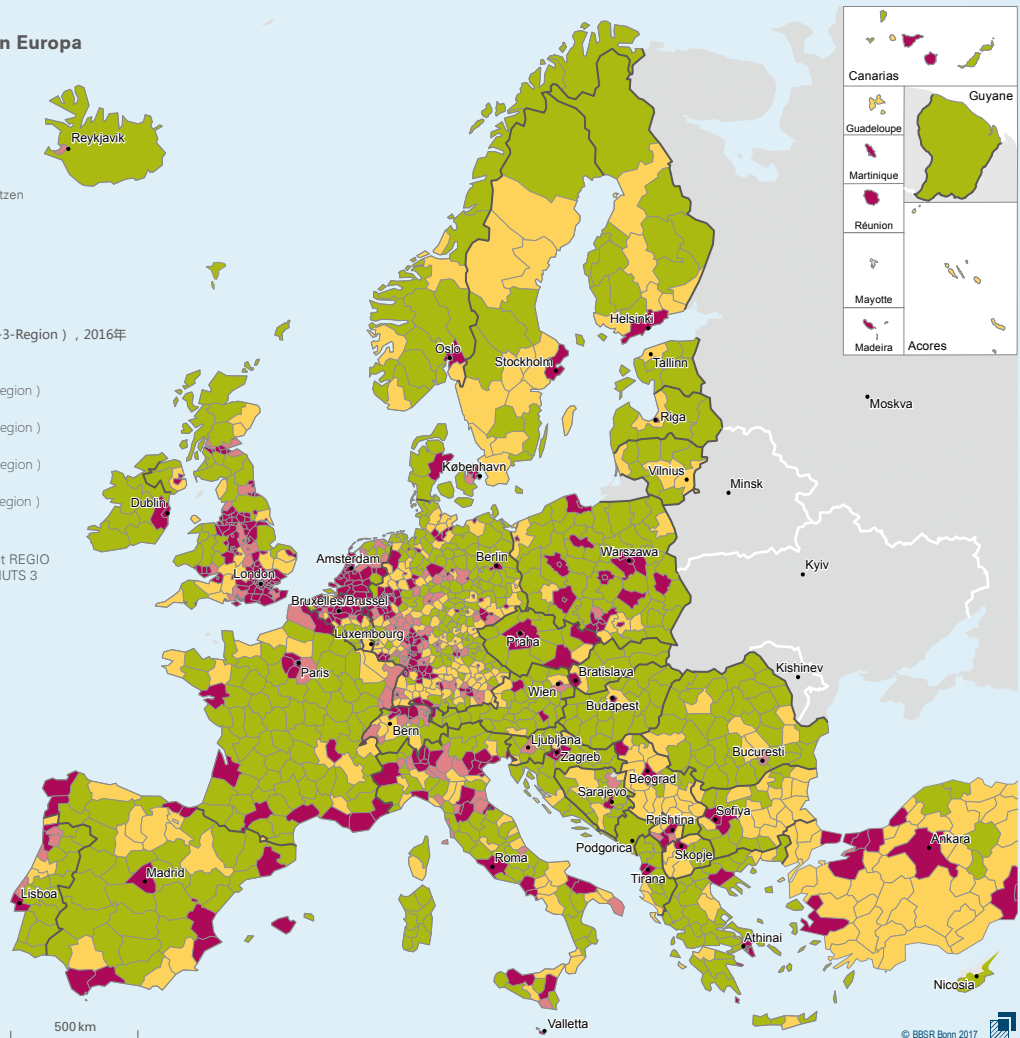 n Europa
Canarias
Guyane
Guadeloupe
Martinique
Réunion
Mayotte
Madeira
Acores
Reykjavik
tzen
-3-Region ) , 2016年
egion )
egion )
egion )
egion )
t REGIO
NUTS 3
Helsinki
Oslo
Stockholm
Tallinn
Moskva
Riga
København
Vilnius
Minsk
Dublin
Amsterdam
Berlin
Warszawa
London
Kyiv
Bruxelles/Brussel
Luxembourg
Praha
Paris
Kishinev
Bratislava
Wien
Budapest
Bern
Ljubljana
Zagreb
Bucuresti
Beograd
Sarajevo
Prishtina
Sofiya
Podgorica
Skopje
Ankara
Roma
Tirana
Madrid
Lisboa
Athinai
Nicosia
Valletta
500 km
© BBSR Bonn 2017